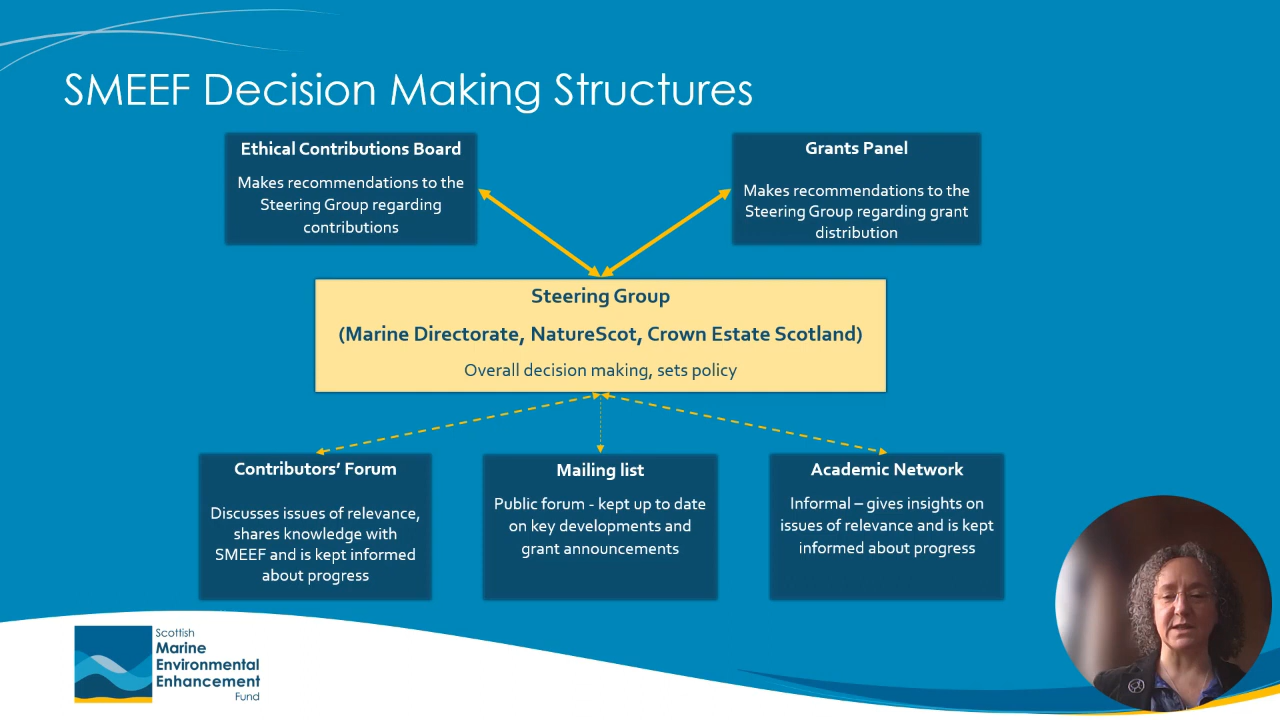 SMEEF Decision Making Structures
Ethical Contributions Board
Makes recommendations to the
Steering Group regarding
contributions
Grants Panel
Makes recommendations to the
Steering Group regarding grant
distribution
Steering Group
(Marine Directorate, NatureScot, Crown Estate Scotland)
Overall decision making, sets policy
Contributors’ Forum
Discusses issues of relevance,
shares knowledge with
SMEEF and is kept informed
about progress
Mailing list
Public forum - kept up to date
on key developments and
grant announcements
Academic Network
Informal – gives insights on
issues of relevance and is kept
informed about progress
Scottish
Marine
Environmental
Enhancement
Fund